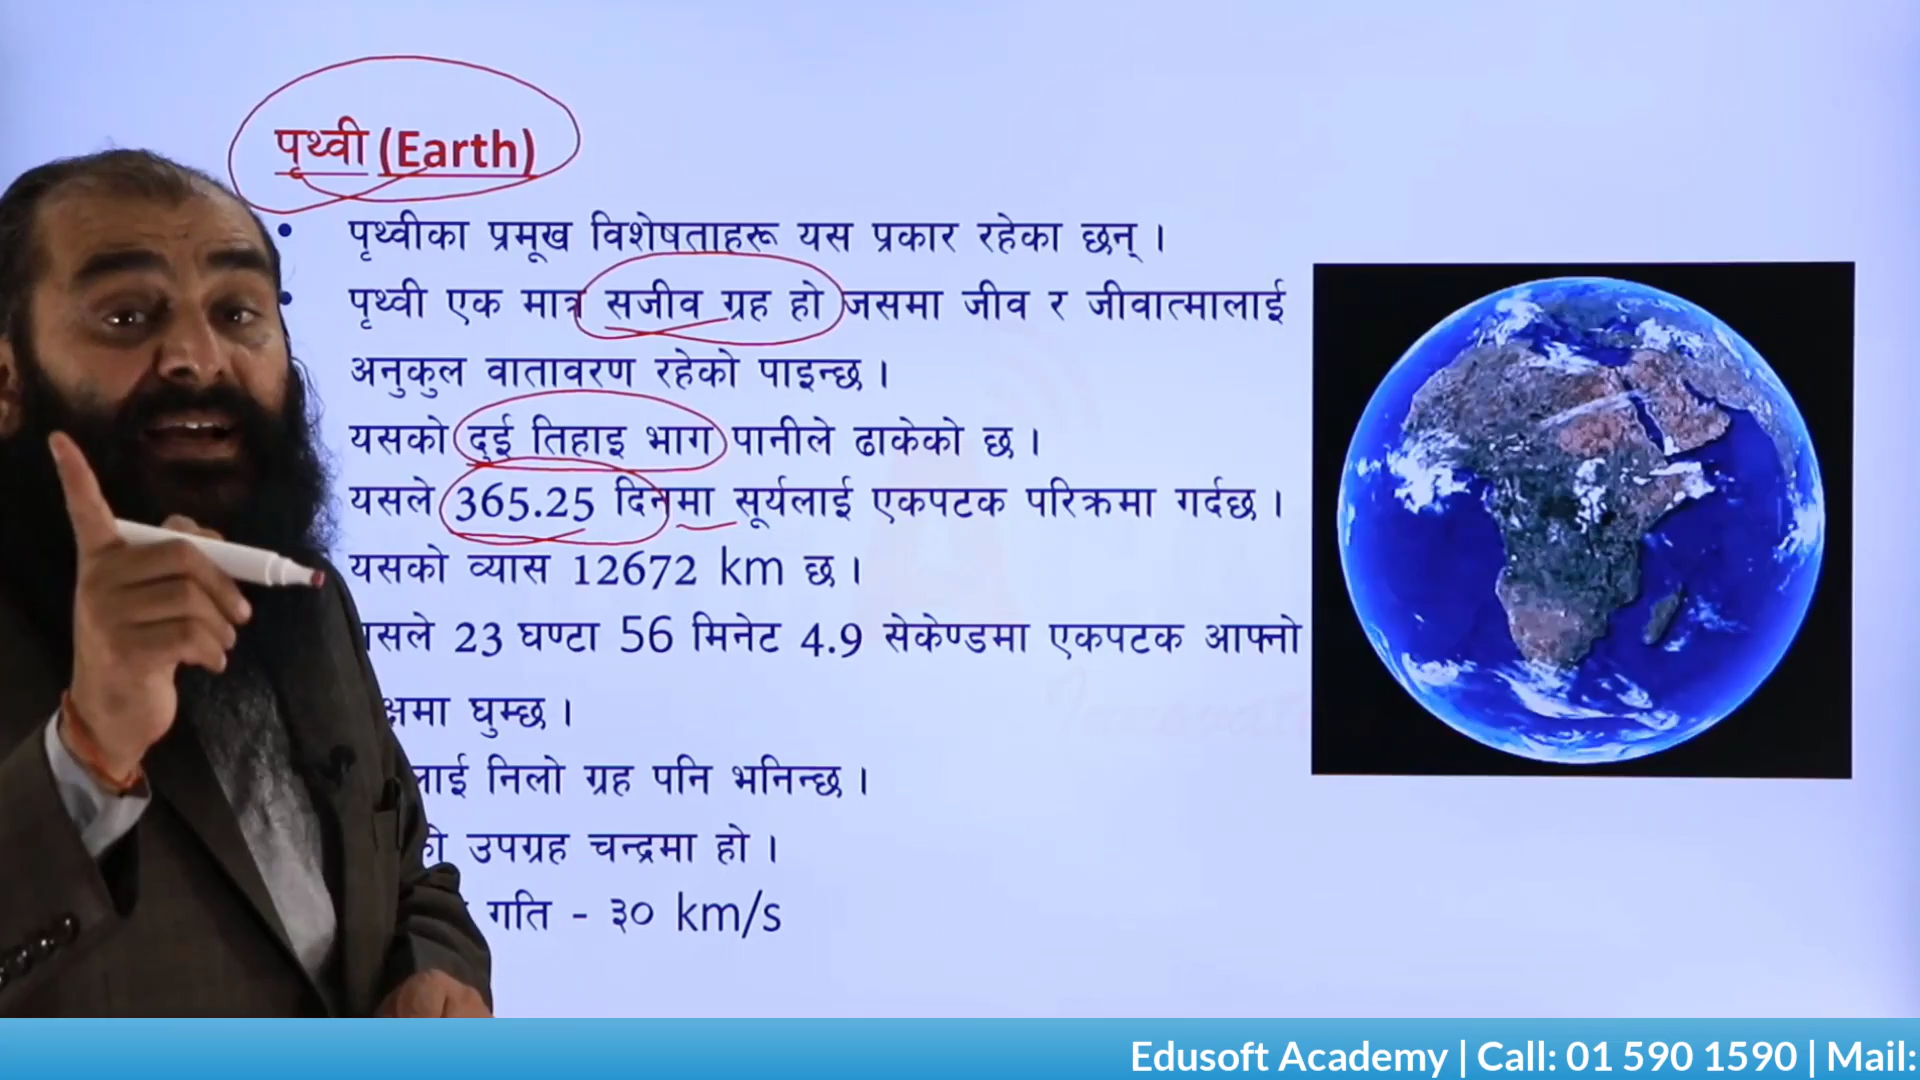 पृथ्वी (Earth)
• पृथ्वीका प्रमूख विशेषताहरू यस प्रकार रहेका छन् ।
• पृथ्वी एक मात्र सजीव ग्रह हो जसमा जीव र जीवात्मालाई
अनुकुल वातावरण रहेको पाइन्छ ।
यसको दुई तिहाइ भाग पानीले ढाकेको छ ।
यसले 365.25 दिनमा सूर्यलाई एकपटक परिक्रमा गर्दछ ।
यसको व्यास 12672 km छ ।
23 घण्टा 56 मिनेट 4.9 सेकेण्डमा एकपटक आफ्नो
घुम्छ ।
निलो ग्रह पनि भनिन्छ ।
उपग्रह चन्द्रमा हो ।
गति - ३० km/s
Edusoft Academy | Call: 01 590 1590 | Mail: